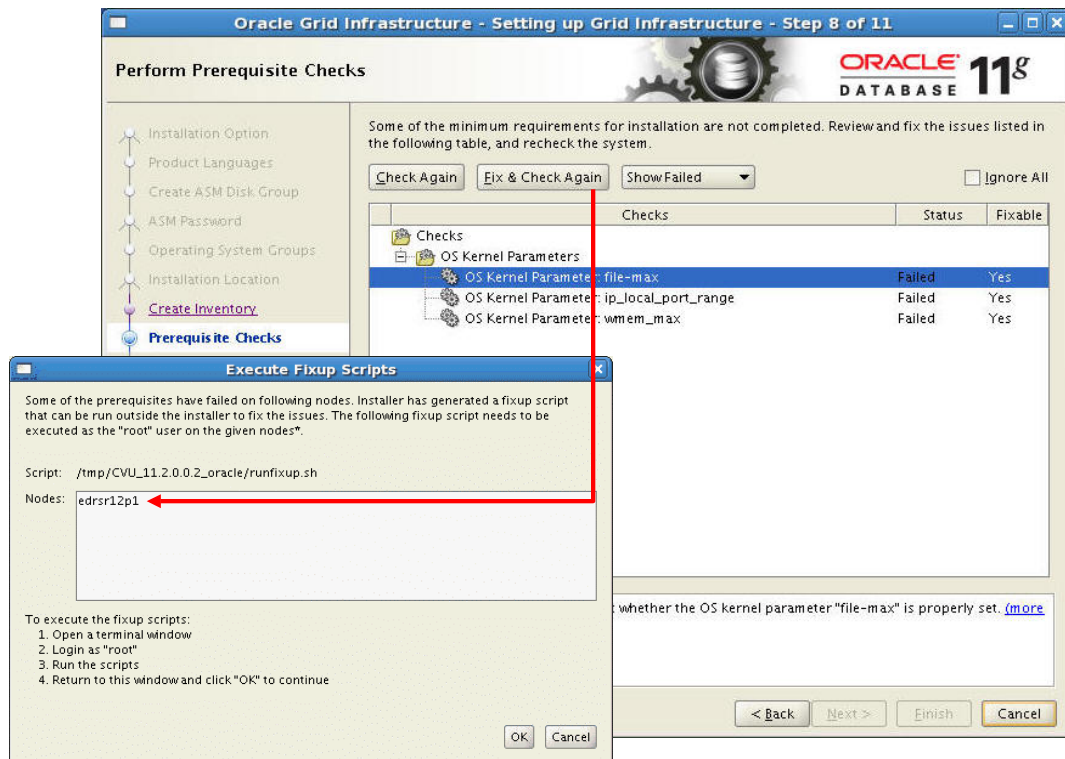 Oracle Grid Infrastructure - Setting up Grid Infrastructure - Step 8 of 11
Perform Prerequisite Checks
ORACLE 11g
DATABASE
Installation Option
Product Languages
Create ASM Disk Group
ASM Password
Operating System Groups
Installation Location
Create Inventory
Prerequisite Checks
Some of the minimum requirements for installation are not completed. Review and fix the issues listed in
the following table, and recheck the system.
Check Again Fix & Check Again Show Failed Ignore All
Checks Status Fixable
Checks
OS Kernel Parameters
OS Kernel Parameter: file-max Failed Yes
OS Kernel Parameter: ip_local_port_range Failed Yes
OS Kernel Parameter: wmem_max Failed Yes
whether the OS kernel parameter "file-max" is properly set. (more
< Back Next > Finish Cancel
Execute Fixup Scripts
Some of the prerequisites have failed on following nodes. Installer has generated a fixup script
that can be run outside the installer to fix the issues. The following fixup script needs to be
executed as the "root" user on the given nodes*.
Script: /tmp/CVU_11.2.0.0.2_oracle/runfixup.sh
Nodes: edrsr12p1
To execute the fixup scripts:
1. Open a terminal window
2. Login as "root"
3. Run the scripts
4. Return to this window and click "OK" to continue
OK Cancel